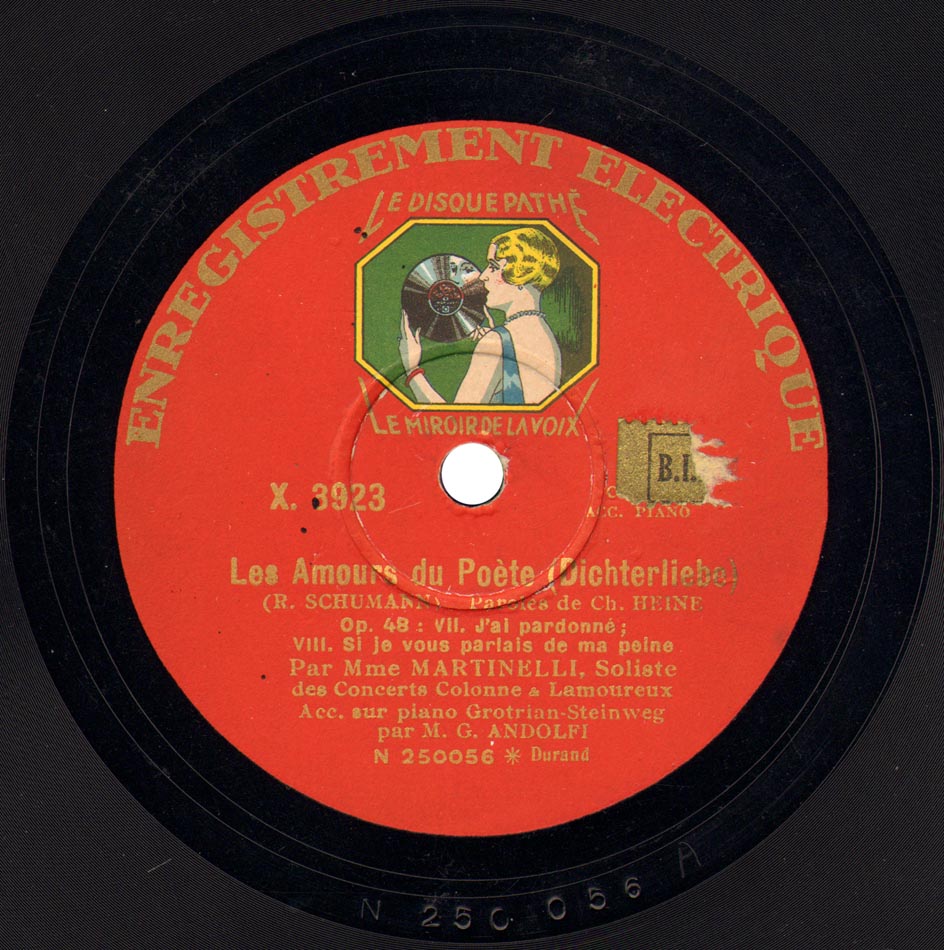 ENREGISTREMENT ELECTRIQUE
LE DISQUE PATHÉ
LE MIROIR DE LA VOIX
B.I.
X. 3923
ACC. PIANO
Les Amours du Poète (Dichterliebe)
(R. SCHUMANN) Paroles de Ch. HEINE
Op. 48 : VII. J'ai pardonné ;
VIII. Si je vous parlais de ma peine
Par Mme MARTINELLI, Soliste
des Concerts Colonne & Lamoureux
Acc. sur piano Grotrian-Steinweg
par M. G. ANDOLFI
N 250056 * Durand
N 250 056 A